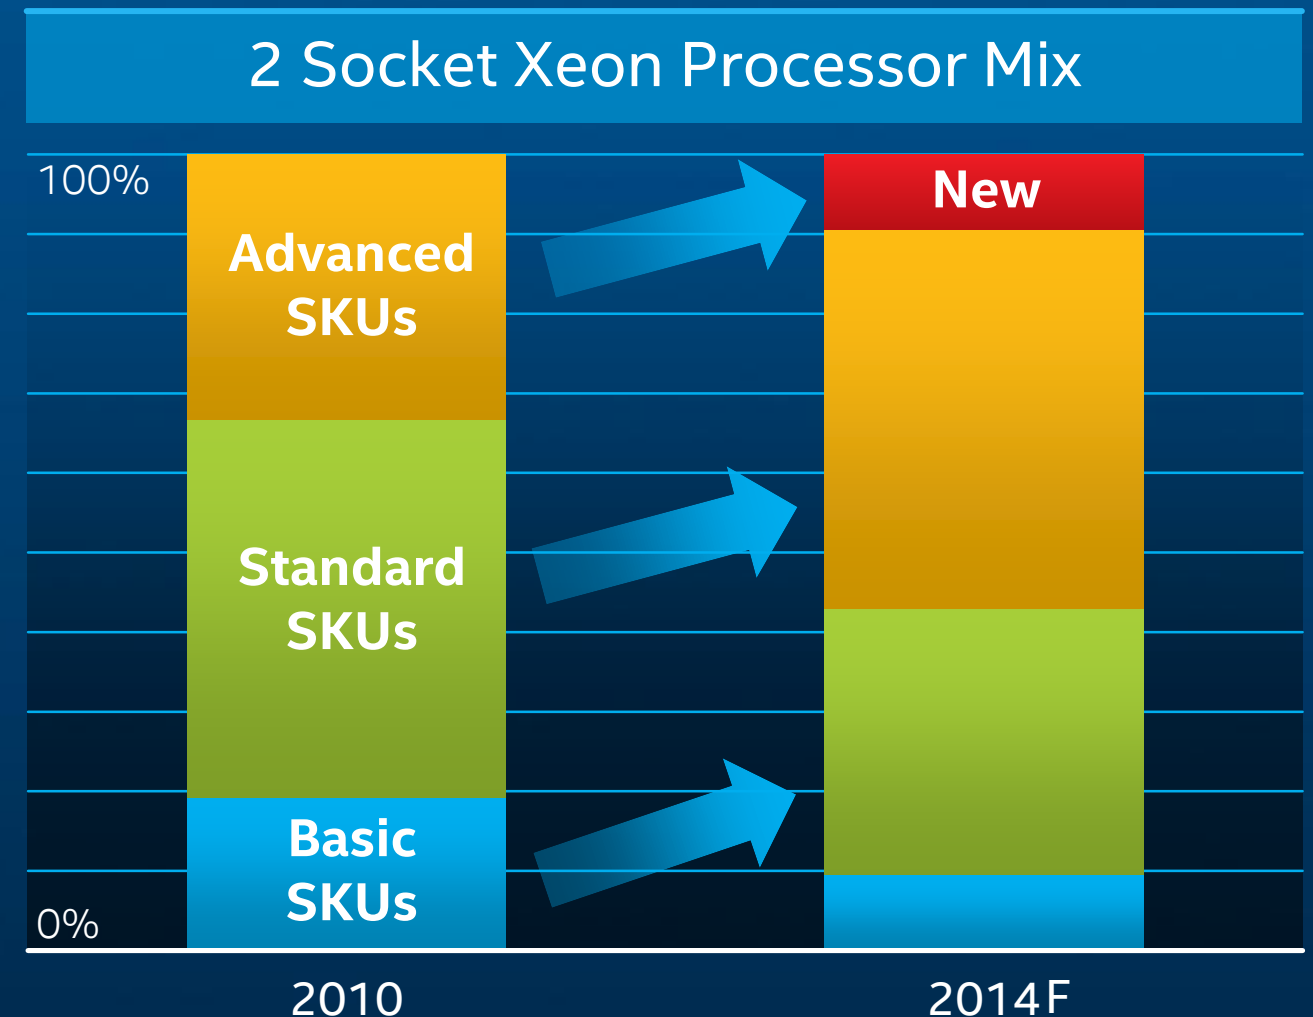 2 Socket Xeon Processor Mix
100%
Advanced
SKUs
New
Standard
SKUs
Basic
SKUs
0%
2010
2014F